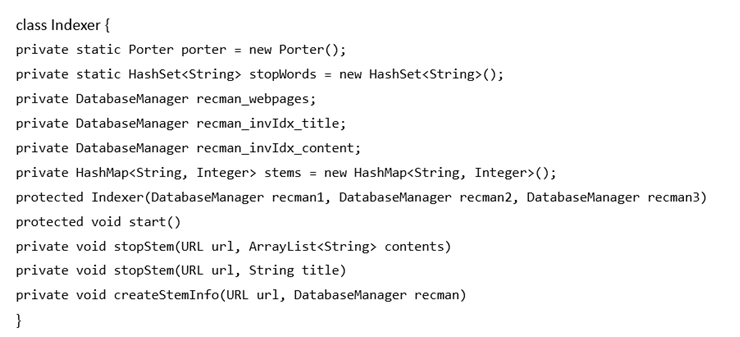 class Indexer {
private static Porter porter = new Porter();
private static HashSet<String> stopWords = new HashSet<String>();
private DatabaseManager recman_webpages;
private DatabaseManager recman_invIdx_title;
private DatabaseManager recman_invIdx_content;
private HashMap<String, Integer> stems = new HashMap<String, Integer>();
protected Indexer(DatabaseManager recman1, DatabaseManager recman2, DatabaseManager recman3)
protected void start()
private void stopStem(URL url, ArrayList<String> contents)
private void stopStem(URL url, String title)
private void createStemInfo(URL url, DatabaseManager recman)
}